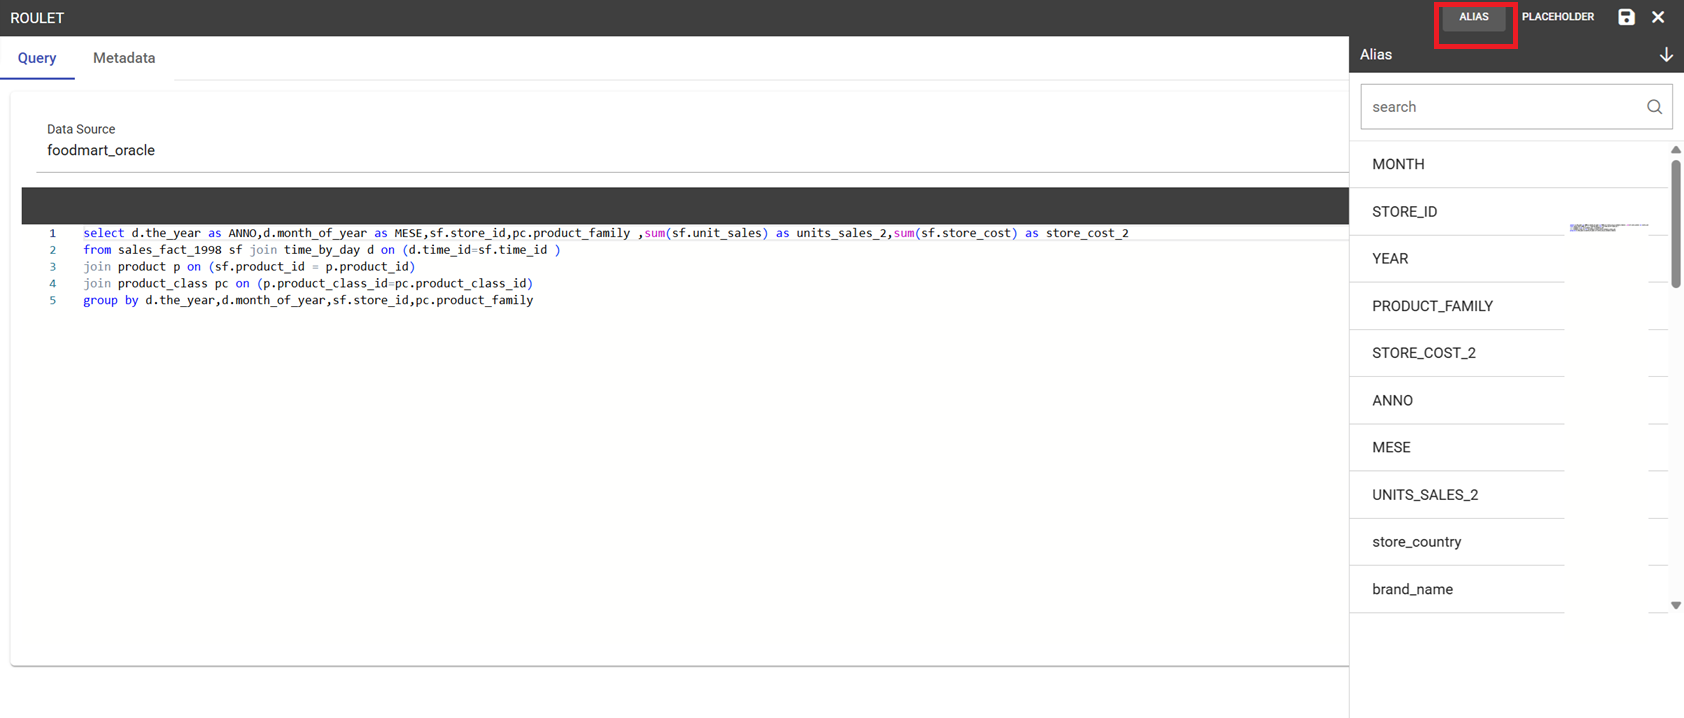 ROULET
ALIAS
PLACEHOLDER
Query
Metadata
Alias
Data Source
foodmart_oracle
search
1 select d.the_year as ANNO,d.month_of_year as MESE,sf.store_id,pc.product_family ,sum(sf.unit_sales) as units_sales_2,sum(sf.store_cost) as store_cost_2
2 from sales_fact_1998 sf join time_by_day d on (d.time_id=sf.time_id )
3 join product p on (sf.product_id = p.product_id)
4 join product_class pc on (p.product_class_id=pc.product_class_id)
5 group by d.the_year,d.month_of_year,sf.store_id,pc.product_family
MONTH
STORE_ID
YEAR
PRODUCT_FAMILY
STORE_COST_2
ANNO
MESE
UNITS_SALES_2
store_country
brand_name